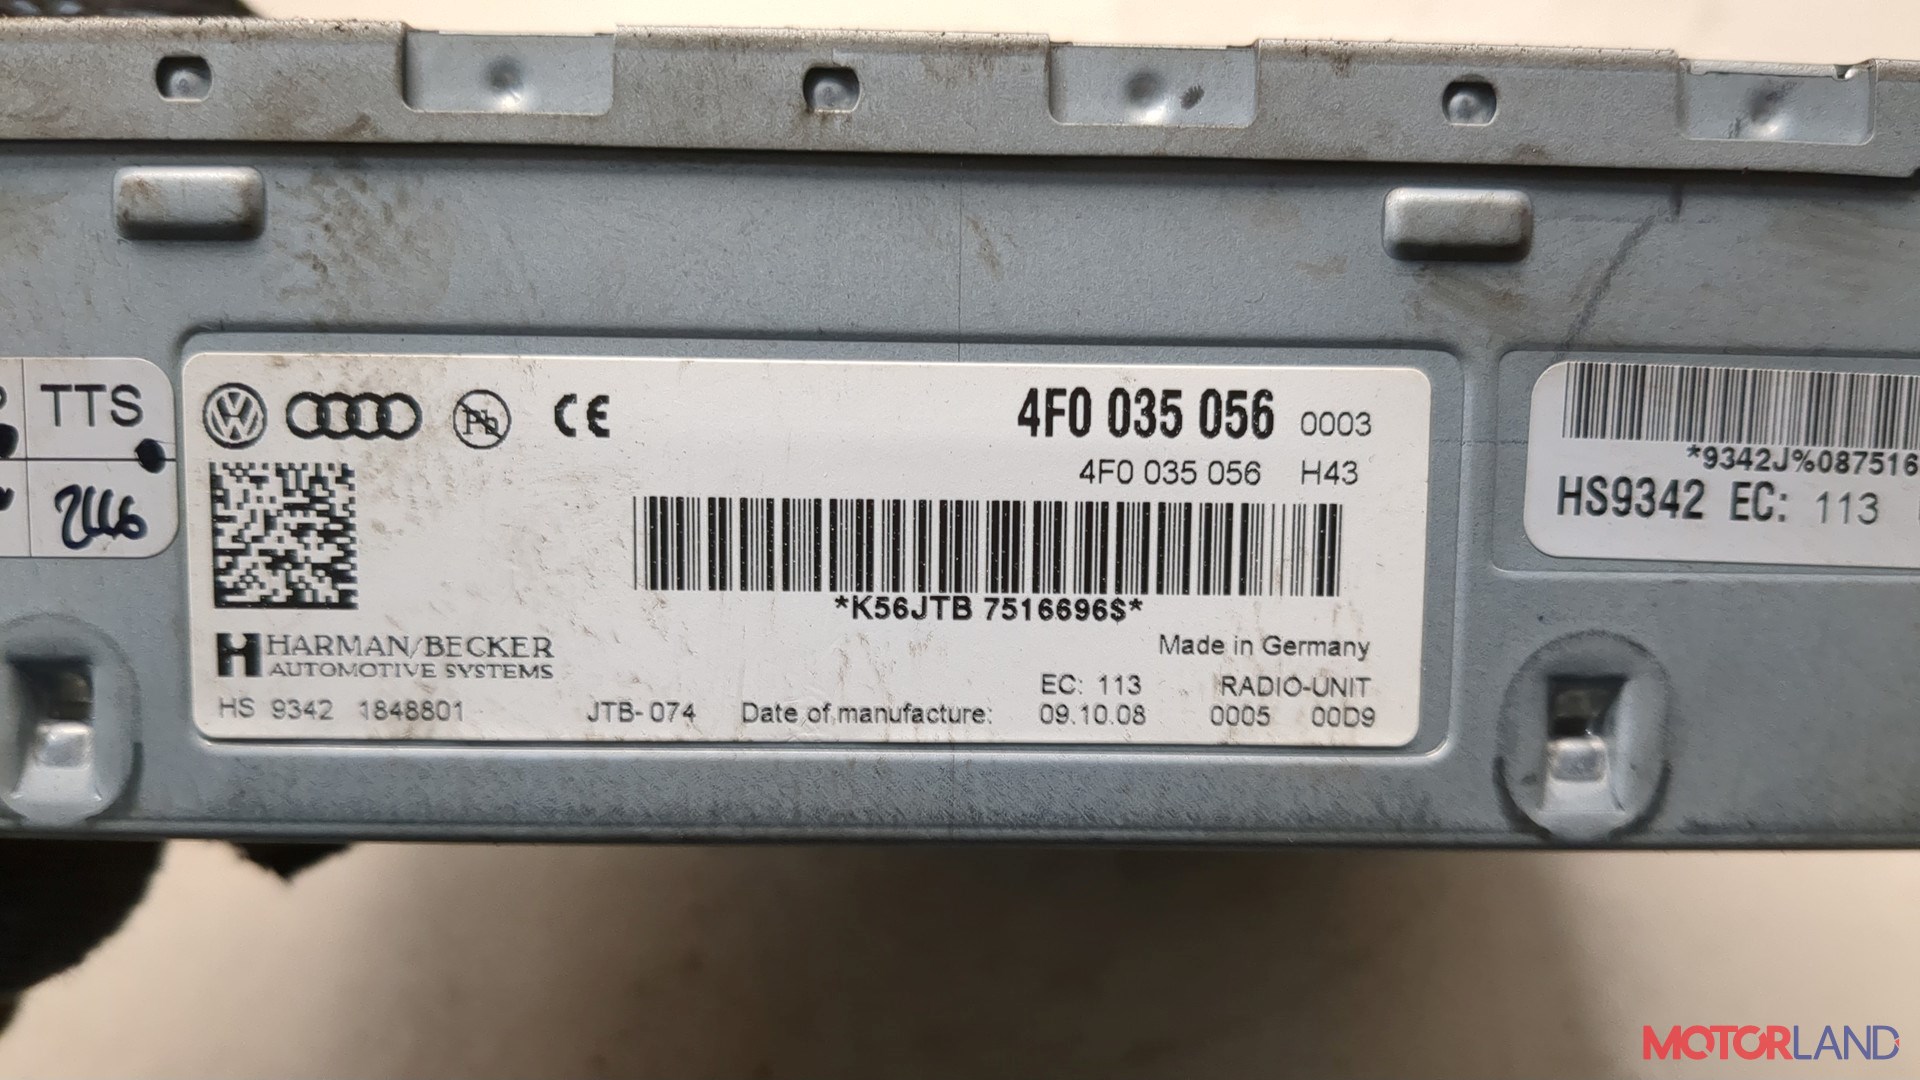 TTS
Pb
CE
4F0 035 056 0003
4F0 035 056 H43
*K56JTB 7516696$*
HARMAN/BECKER
AUTOMOTIVE SYSTEMS
Made in Germany
EC: 113 RADIO-UNIT
HS 9342 1848801 JTB-074 Date of manufacture: 09.10.08 0005 00D9
*9342J%087516
HS9342 EC: 113
MOTORLAND